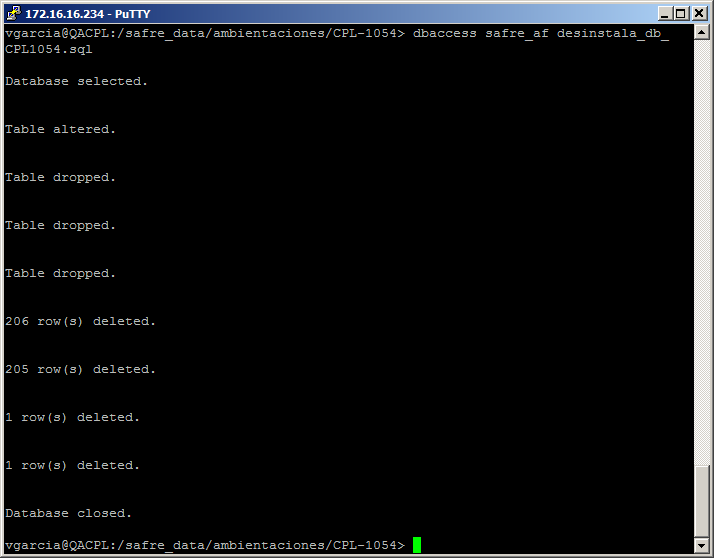 172.16.16.234 - PuTTY
vgarcia@QACPL:/safre_data/ambientaciones/CPL-1054> dbaccess safre_af desinstala_db_
CPL1054.sql
Database selected.
Table altered.
Table dropped.
Table dropped.
Table dropped.
206 row(s) deleted.
205 row(s) deleted.
1 row(s) deleted.
1 row(s) deleted.
Database closed.
vgarcia@QACPL:/safre_data/ambientaciones/CPL-1054>